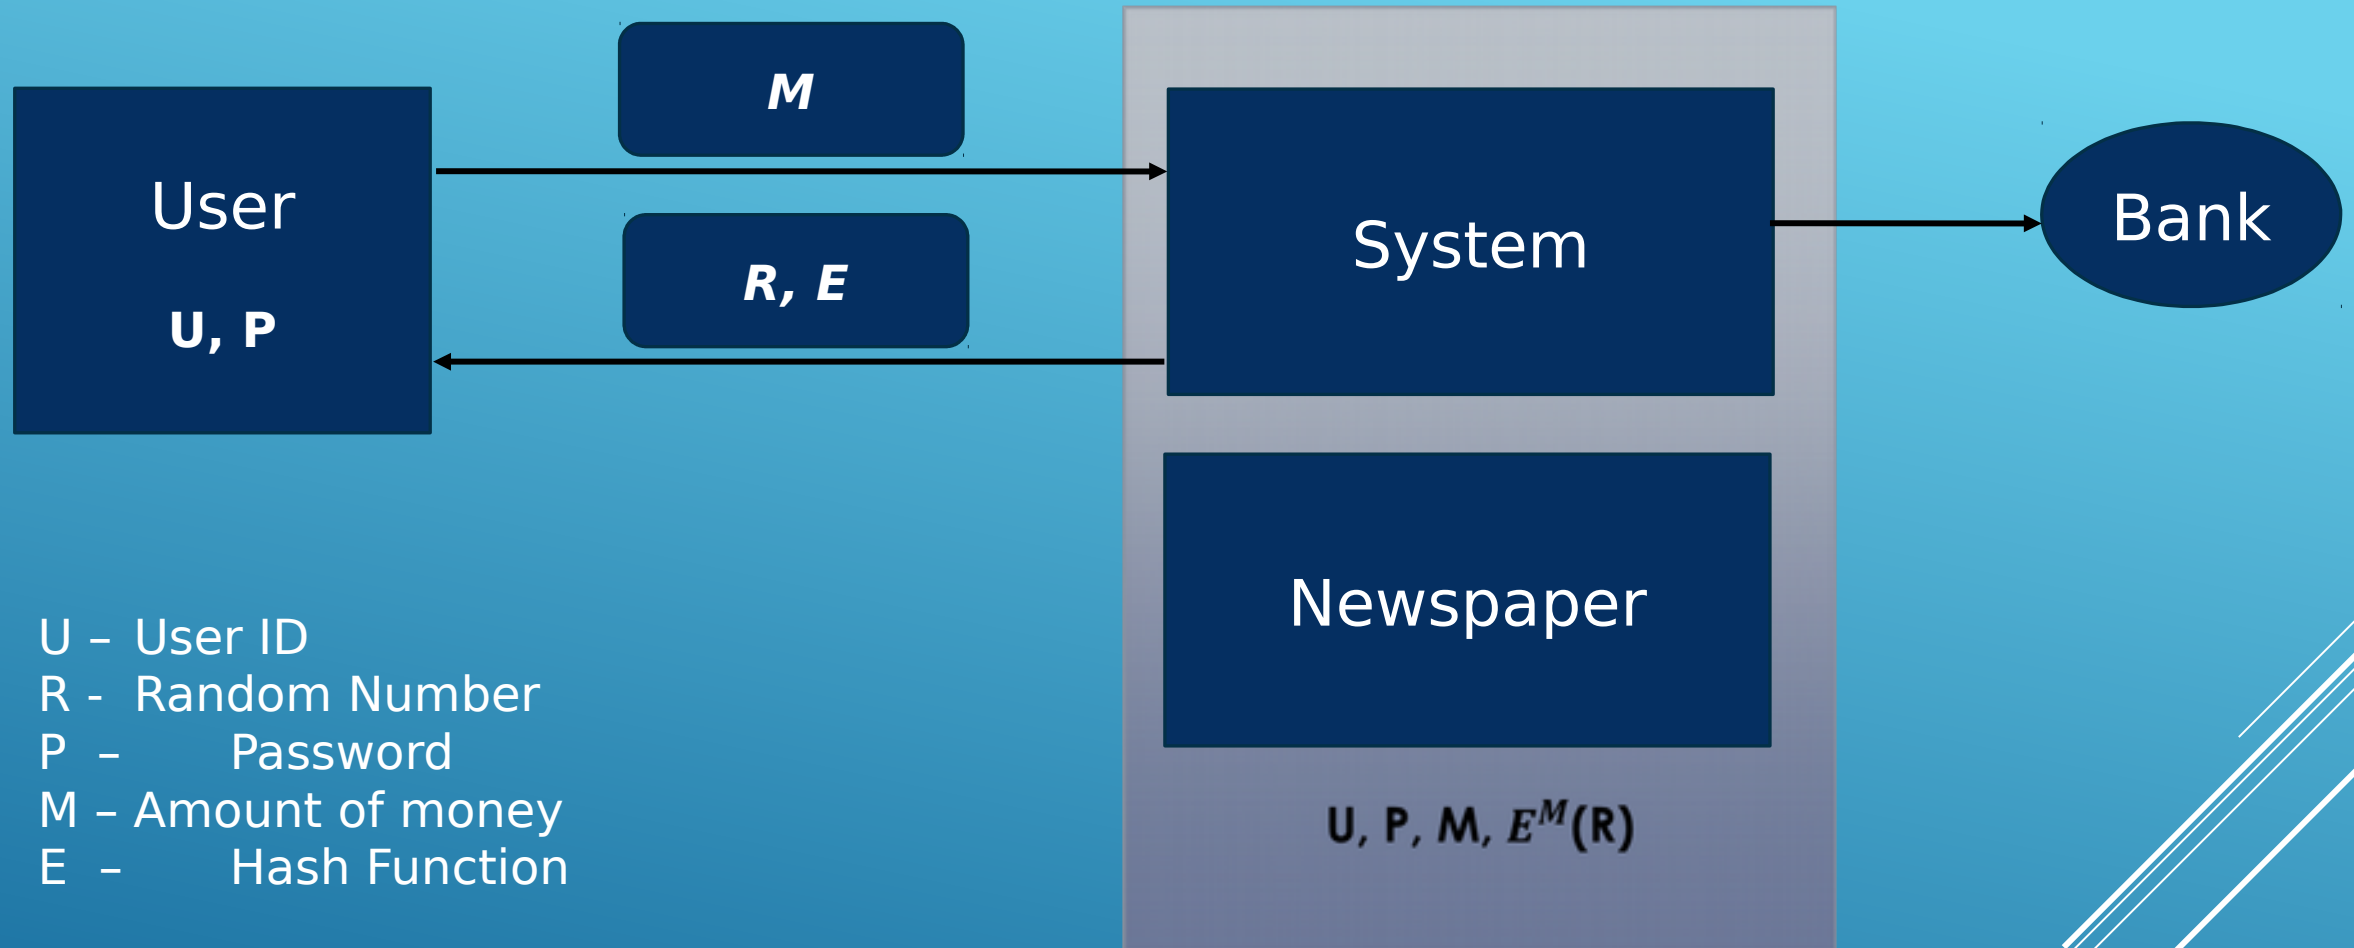 M
User
U, P
R, E
System
Bank
Newspaper
U, P, M, E^M(R)
U – User ID
R - Random Number
P – Password
M – Amount of money
E – Hash Function